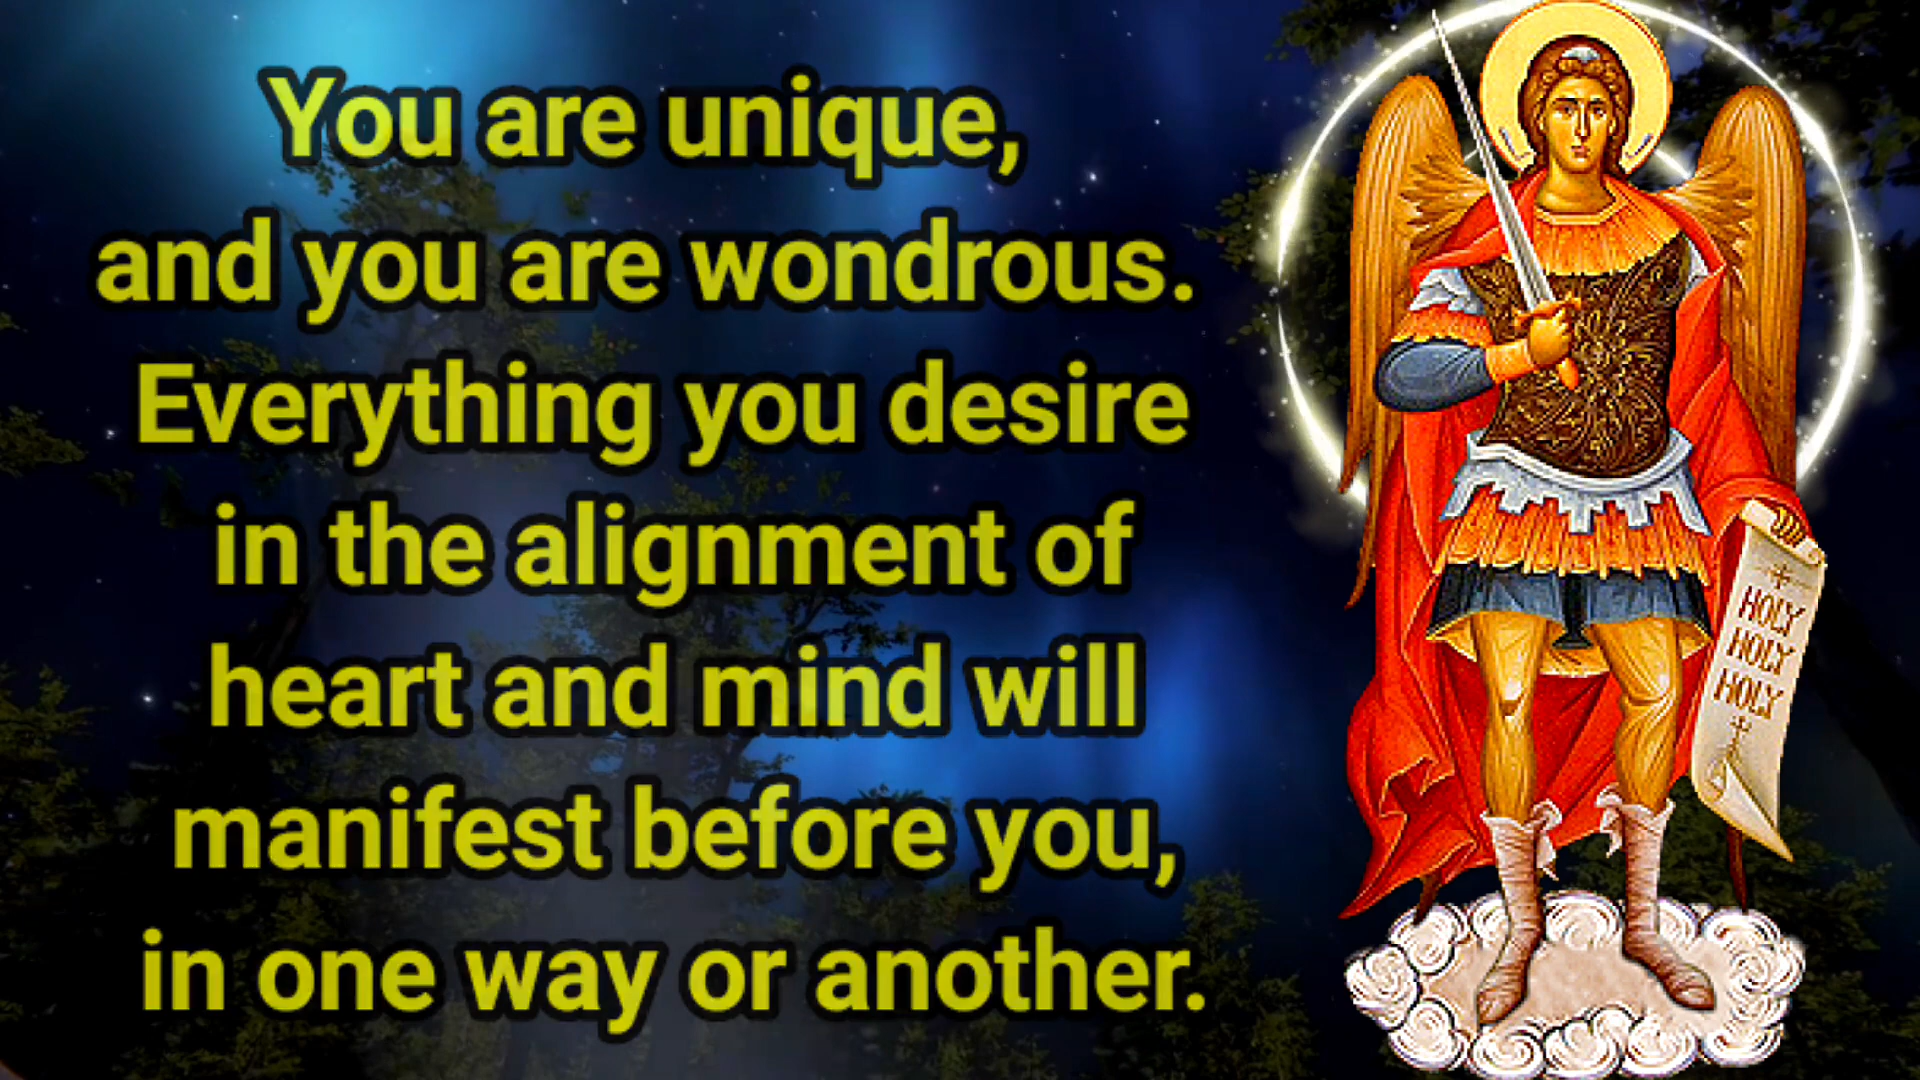 You are unique,
and you are wondrous.
Everything you desire
in the alignment of
heart and mind will
manifest before you,
in one way or another.
HOLY
HOLY
HOLY